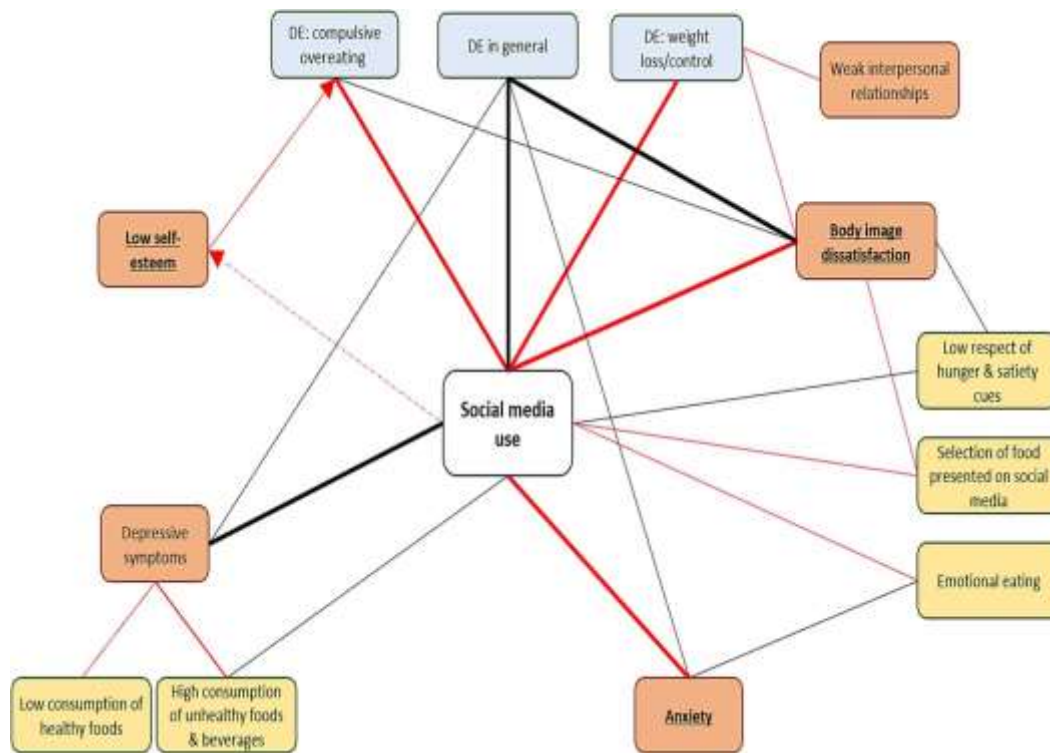 DE: compulsive
overeating
DE in general
DE: weight
loss/control
Weak interpersonal
relationships
Low self-
esteem
Body image
dissatisfaction
Low respect of
hunger & satiety
cues
Social media
use
Selection of food
presented on social
media
Depressive
symptoms
Emotional eating
Low consumption of
healthy foods
High consumption
of unhealthy foods
& beverages
Anxiety